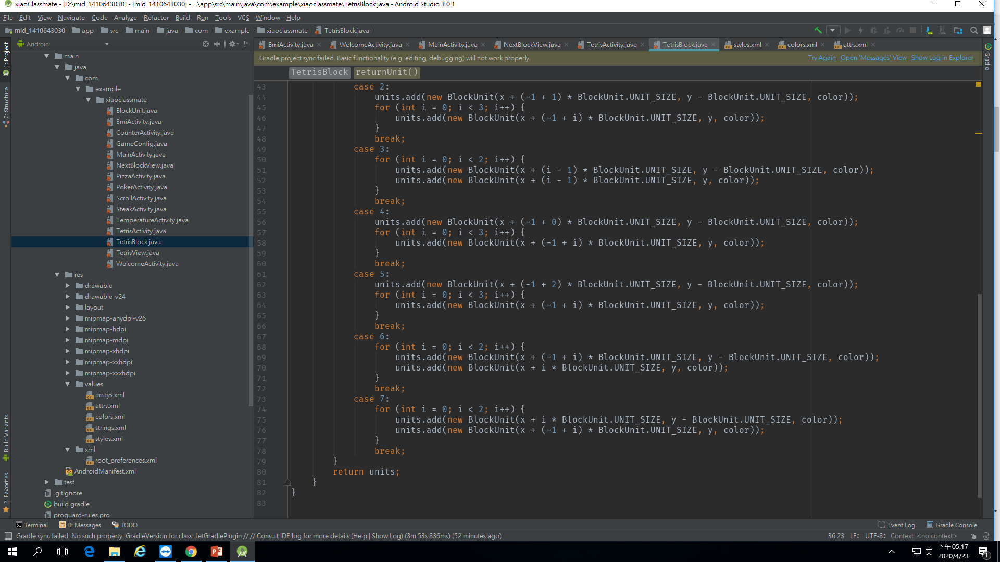 xiaoClassmate - [D:\mid_1410643030] - [mid_1410643030] - ...\app\src\main\java\com\example\xiaoclassmate\TetrisBlock.java - Android Studio 3.0.1
File Edit View Navigate Code Analyze Refactor Build Run Tools VCS Window Help
mid_1410643030 app src main java com example xiaoclassmate TetrisBlock.java
Android
BmiActivity.java WelcomeActivity.java MainActivity.java NextBlockView.java TetrisActivity.java TetrisBlock.java styles.xml colors.xml attrs.xml
Gradle project sync failed. Basic functionality (e.g. editing, debugging) will not work properly. Try Again Open 'Messages' View Show Log in Explorer
TetrisBlock returnUnit()
1: Project
7: Structure
Build Variants
2: Favorites
Gradle
main
java
com
example
xiaoclassmate
BlockUnit.java
BmiActivity.java
CounterActivity.java
GameConfig.java
MainActivity.java
NextBlockView.java
PizzaActivity.java
PokerActivity.java
ScrollActivity.java
SteakActivity.java
TemperatureActivity.java
TetrisActivity.java
TetrisBlock.java
TetrisView.java
WelcomeActivity.java
res
drawable
drawable-v24
layout
mipmap-anydpi-v26
mipmap-hdpi
mipmap-mdpi
mipmap-xhdpi
mipmap-xxhdpi
mipmap-xxxhdpi
values
arrays.xml
attrs.xml
colors.xml
strings.xml
styles.xml
xml
root_preferences.xml
AndroidManifest.xml
test
.gitignore
build.gradle
proguard-rules.pro
43 case 2:
44 units.add(new BlockUnit(x + (-1 + 1) * BlockUnit.UNIT_SIZE, y - BlockUnit.UNIT_SIZE, color));
45 for (int i = 0; i < 3; i++) {
46 units.add(new BlockUnit(x + (-1 + i) * BlockUnit.UNIT_SIZE, y, color));
47 }
48 break;
49 case 3:
50 for (int i = 0; i < 2; i++) {
51 units.add(new BlockUnit(x + (i - 1) * BlockUnit.UNIT_SIZE, y - BlockUnit.UNIT_SIZE, color));
52 units.add(new BlockUnit(x + (i - 1) * BlockUnit.UNIT_SIZE, y, color));
53 }
54 break;
55 case 4:
56 units.add(new BlockUnit(x + (-1 + 0) * BlockUnit.UNIT_SIZE, y - BlockUnit.UNIT_SIZE, color));
57 for (int i = 0; i < 3; i++) {
58 units.add(new BlockUnit(x + (-1 + i) * BlockUnit.UNIT_SIZE, y, color));
59 }
60 break;
61 case 5:
62 units.add(new BlockUnit(x + (-1 + 2) * BlockUnit.UNIT_SIZE, y - BlockUnit.UNIT_SIZE, color));
63 for (int i = 0; i < 3; i++) {
64 units.add(new BlockUnit(x + (-1 + i) * BlockUnit.UNIT_SIZE, y, color));
65 }
66 break;
67 case 6:
68 for (int i = 0; i < 2; i++) {
69 units.add(new BlockUnit(x + (-1 + i) * BlockUnit.UNIT_SIZE, y - BlockUnit.UNIT_SIZE, color));
70 units.add(new BlockUnit(x + i * BlockUnit.UNIT_SIZE, y, color));
71 }
72 break;
73 case 7:
74 for (int i = 0; i < 2; i++) {
75 units.add(new BlockUnit(x + i * BlockUnit.UNIT_SIZE, y - BlockUnit.UNIT_SIZE, color));
76 units.add(new BlockUnit(x + (-1 + i) * BlockUnit.UNIT_SIZE, y, color));
77 }
78 break;
79 }
80 return units;
81 }
82 }
83
Terminal 0: Messages TODO Event Log Gradle Console
Gradle sync failed: No such property: GradleVersion for class: JetGradlePlugin // // Consult IDE log for more details (Help | Show Log) (3m 53s 836ms) (52 minutes ago) 36:23 LF UTF-8 Context: <no context>
英 下午 05:17
2020/4/23 1